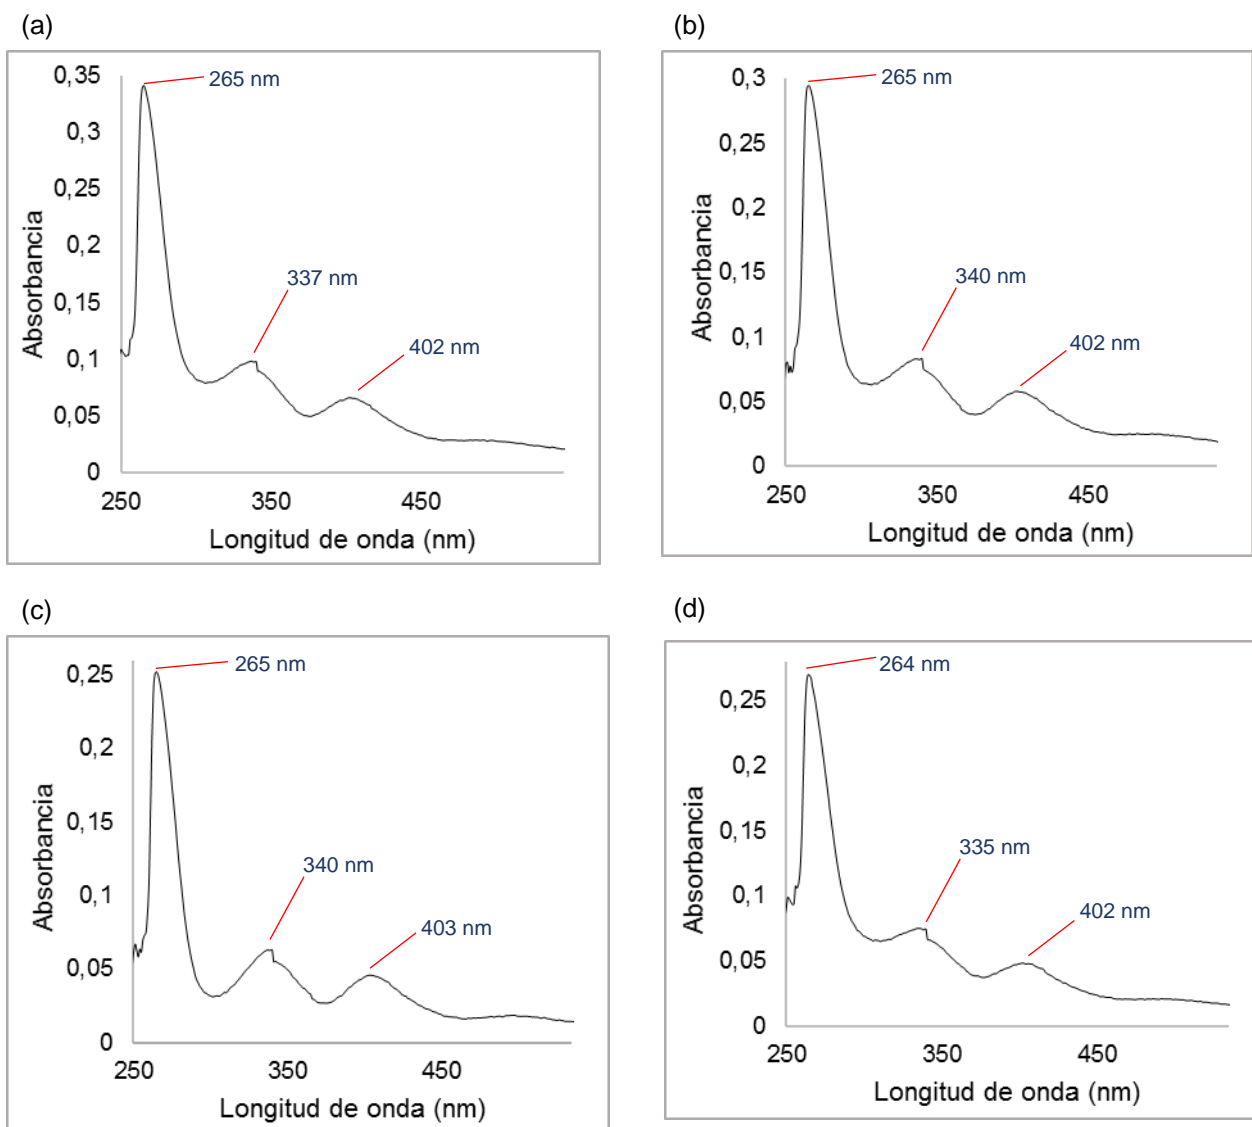 (a)
0,35
0,3
0,25
0,2
0,15
0,1
0,05
0
250
350
450
Absorbancia
Longitud de onda (nm)
265 nm
337 nm
402 nm
(b)
0,3
0,25
0,2
0,15
0,1
0,05
0
250
350
450
Absorbancia
Longitud de onda (nm)
265 nm
340 nm
402 nm
(c)
0,25
0,2
0,15
0,1
0,05
0
250
350
450
Absorbancia
Longitud de onda (nm)
265 nm
340 nm
403 nm
(d)
0,25
0,2
0,15
0,1
0,05
0
250
350
450
Absorbancia
Longitud de onda (nm)
264 nm
335 nm
402 nm